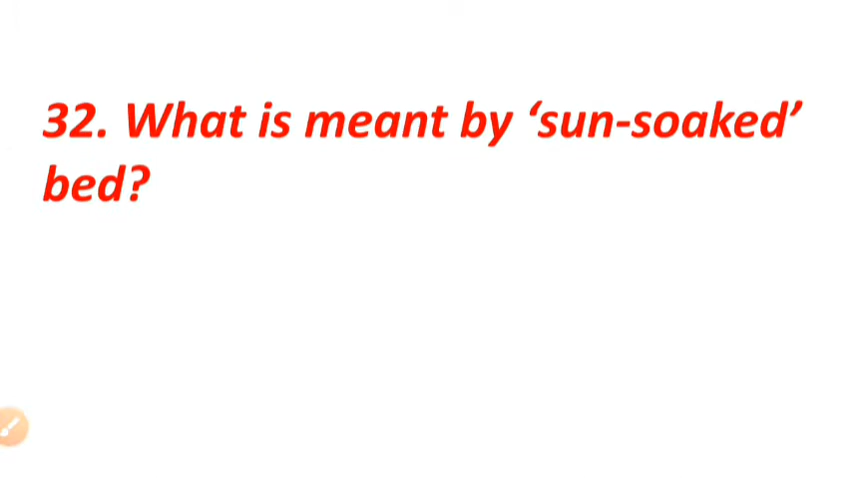 32. What is meant by ‘sun-soaked’
bed?